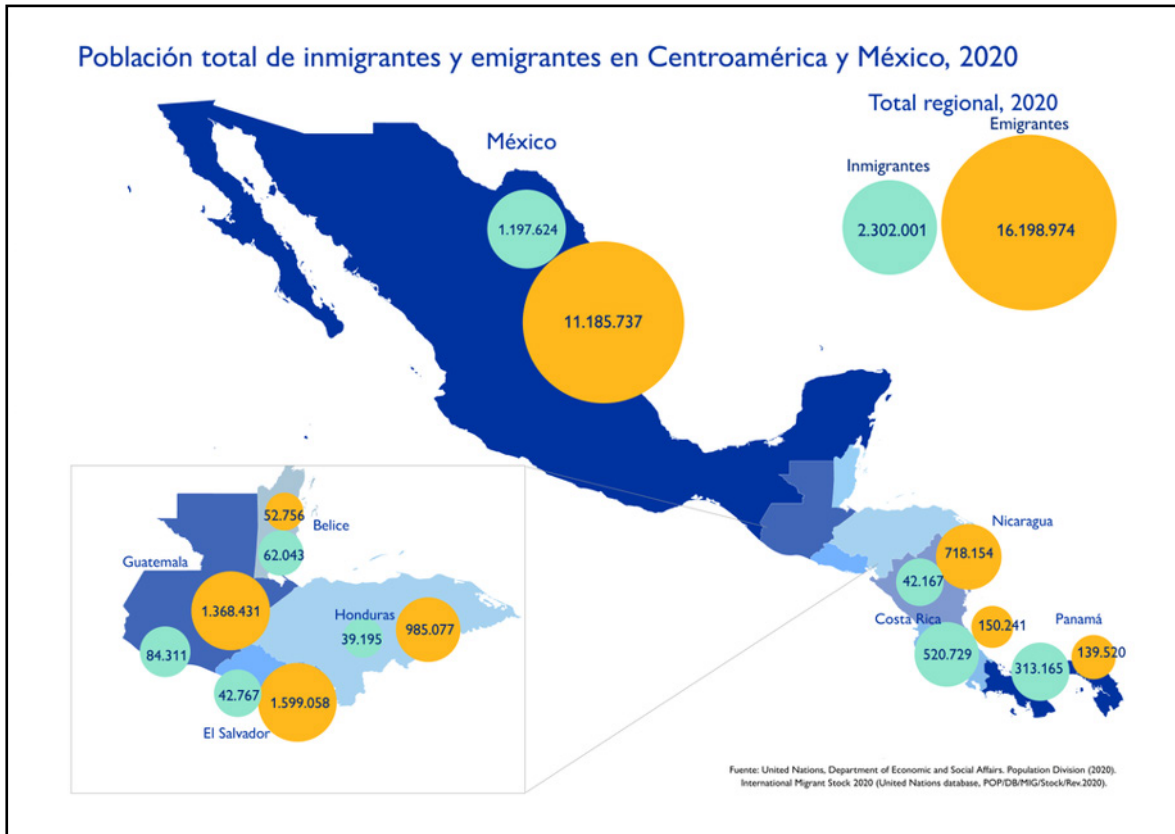 Población total de inmigrantes y emigrantes en Centroamérica y México, 2020
Total regional, 2020
Emigrantes
Inmigrantes
2.302.001
16.198.974
México
1.197.624
11.185.737
Belice
52.756
62.043
Guatemala
1.368.431
84.311
Honduras
39.195
985.077
42.767
1.599.058
El Salvador
Nicaragua
718.154
42.167
Costa Rica
150.241
520.729
Panamá
139.520
313.165
Fuente: United Nations, Department of Economic and Social Affairs. Population Division (2020).
International Migrant Stock 2020 (United Nations database, POP/DB/MIG/Stock/Rev.2020).